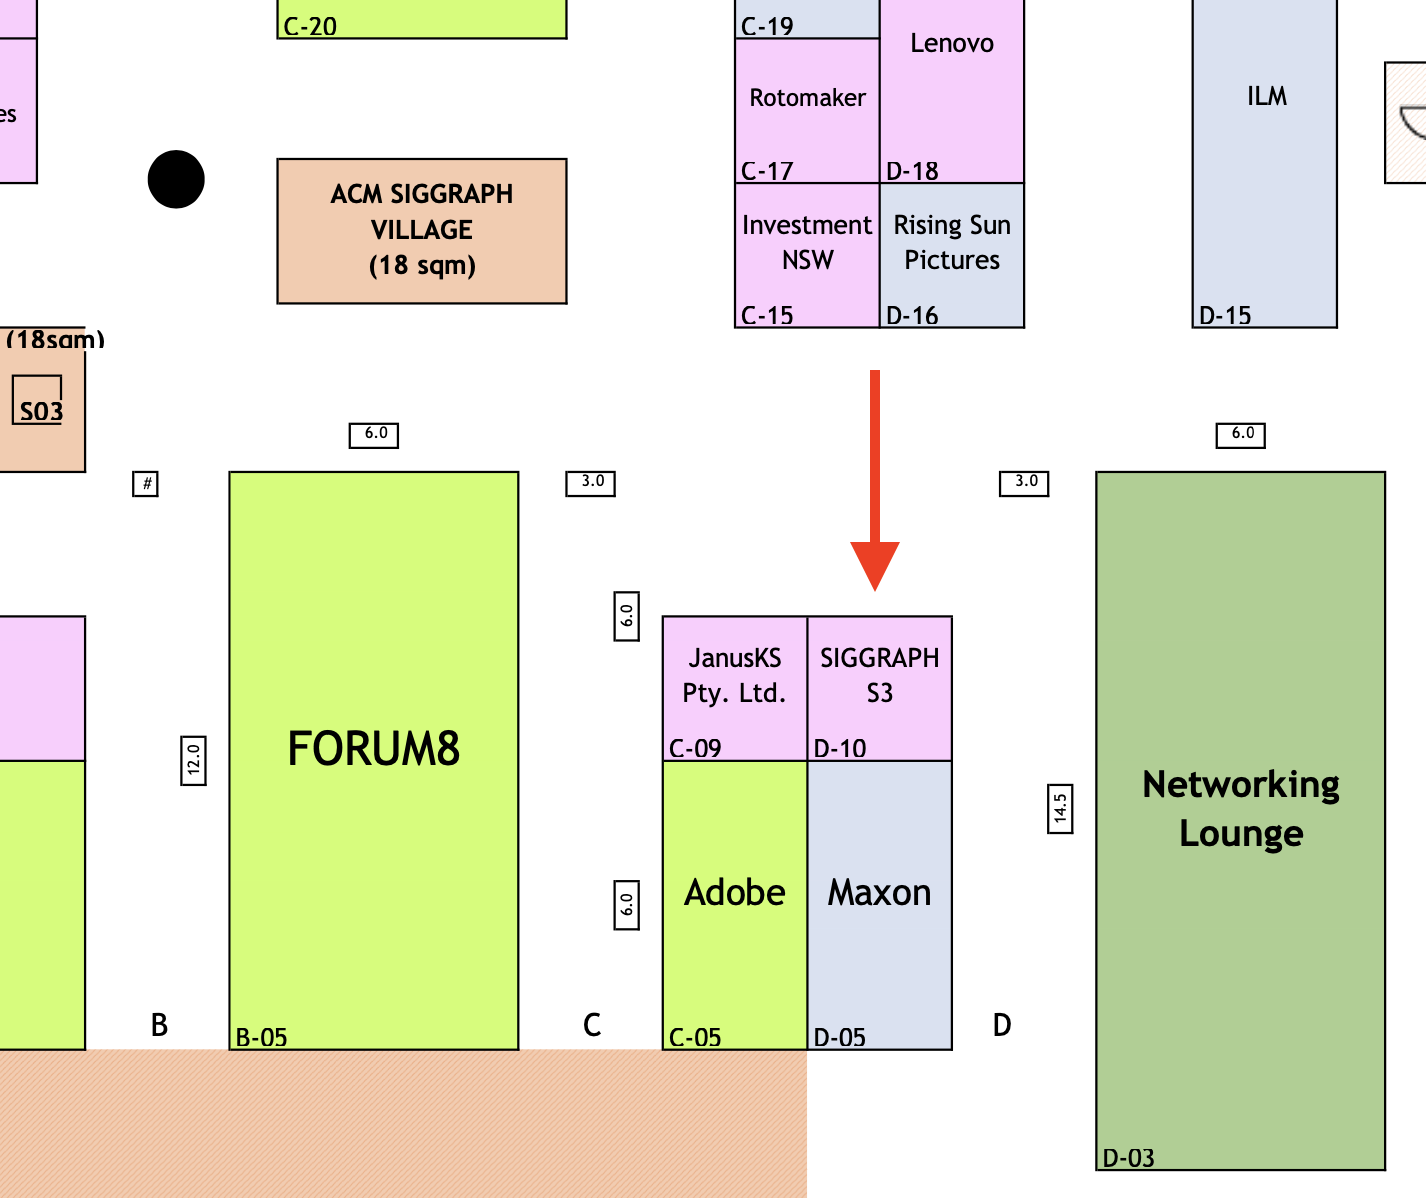 C-20
C-19
Lenovo
Rotomaker
ILM
es
C-17
D-18
ACM SIGGRAPH
VILLAGE
(18 sqm)
Investment
NSW
Rising Sun
Pictures
C-15
D-16
D-15
(18sqm)
S03
6.0
6.0
#
3.0
3.0
6.0
JanusKS
Pty. Ltd.
SIGGRAPH
S3
C-09
D-10
FORUM8
12.0
14.5
Networking
Lounge
Adobe
Maxon
6.0
B
C
D
B-05
C-05
D-05
D-03